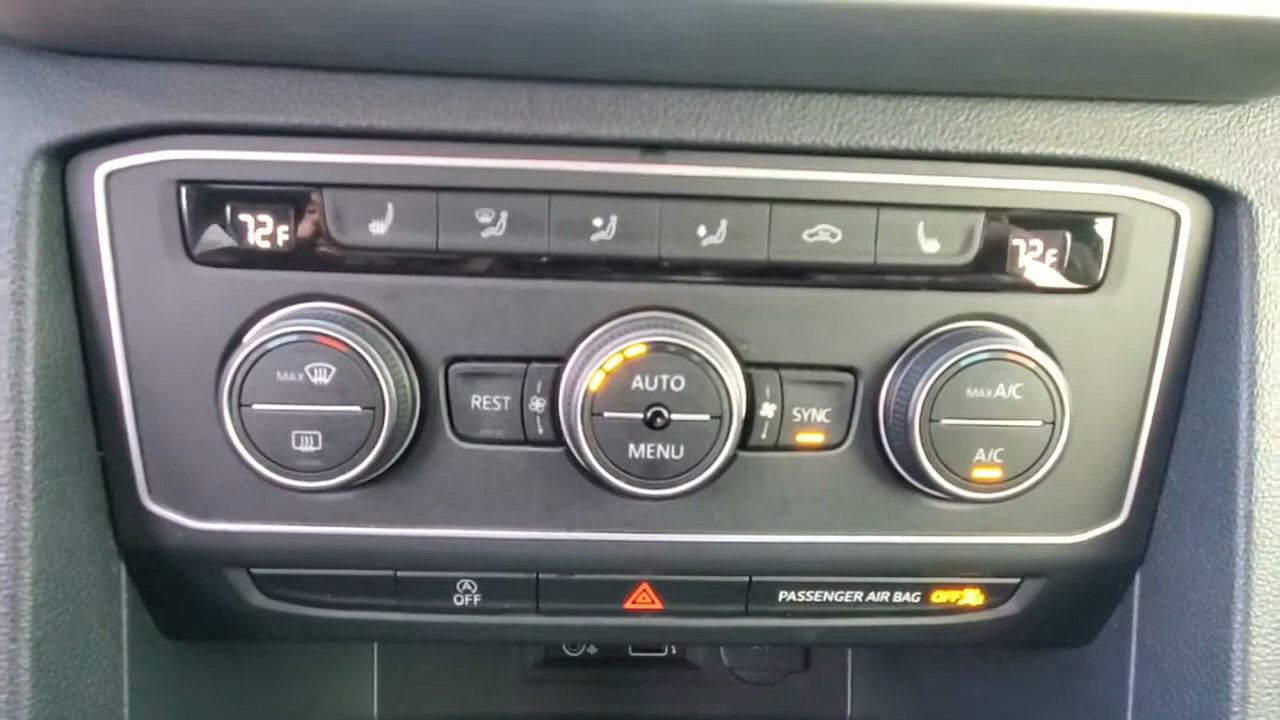 72F
72F
MAX
REST
AUTO
MENU
SYNC
MAX A/C
A/C
OFF
PASSENGER AIR BAG OFF